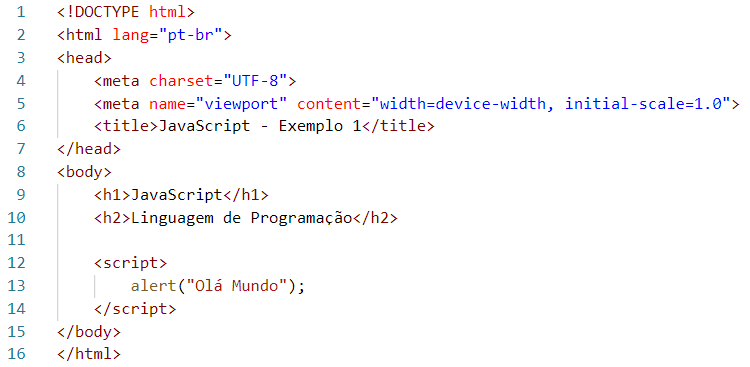 1 <!DOCTYPE html>
2 <html lang="pt-br">
3 <head>
4     <meta charset="UTF-8">
5     <meta name="viewport" content="width=device-width, initial-scale=1.0">
6     <title>JavaScript - Exemplo 1</title>
7 </head>
8 <body>
9     <h1>JavaScript</h1>
10     <h2>Linguagem de Programação</h2>
11
12     <script>
13         alert("Olá Mundo");
14     </script>
15 </body>
16 </html>